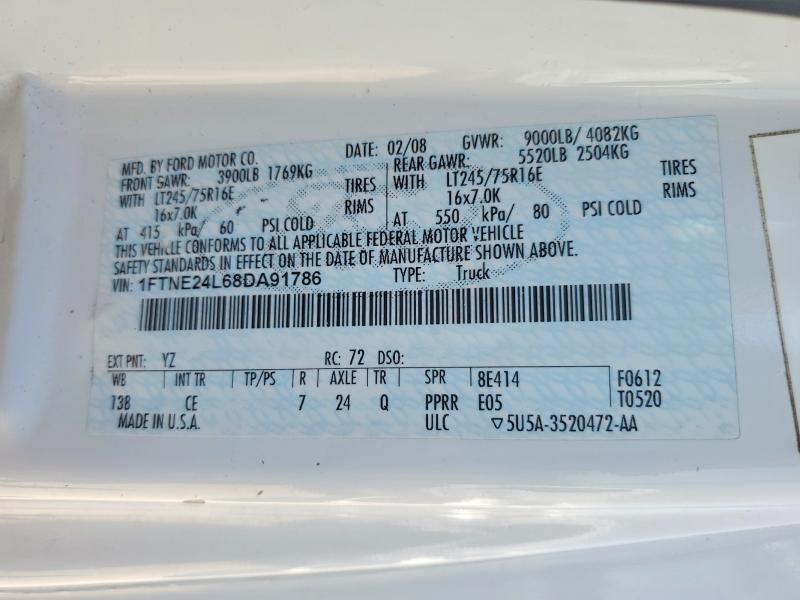 MFD. BY FORD MOTOR CO. DATE: 02/08 GVWR: 9000LB/ 4082KG
FRONT GAWR: 3900LB 1769KG REAR GAWR: 5520LB 2504KG
WITH LT245/75R16E TIRES WITH LT245/75R16E TIRES
16x7.0K RIMS 16x7.0K RIMS
AT 415 kPa/ 60 PSI COLD AT 550 kPa/ 80 PSI COLD
THIS VEHICLE CONFORMS TO ALL APPLICABLE FEDERAL MOTOR VEHICLE
SAFETY STANDARDS IN EFFECT ON THE DATE OF MANUFACTURE SHOWN ABOVE.
VIN: 1FTNE24L68DA91786 TYPE: Truck
EXT PNT: YZ RC: 72 DSO:
WB INT TR TP/PS R AXLE TR SPR 8E414 F0612
138 CE 7 24 Q PPRR E05 T0520
MADE IN U.S.A. ULC ▽5U5A-3520472-AA